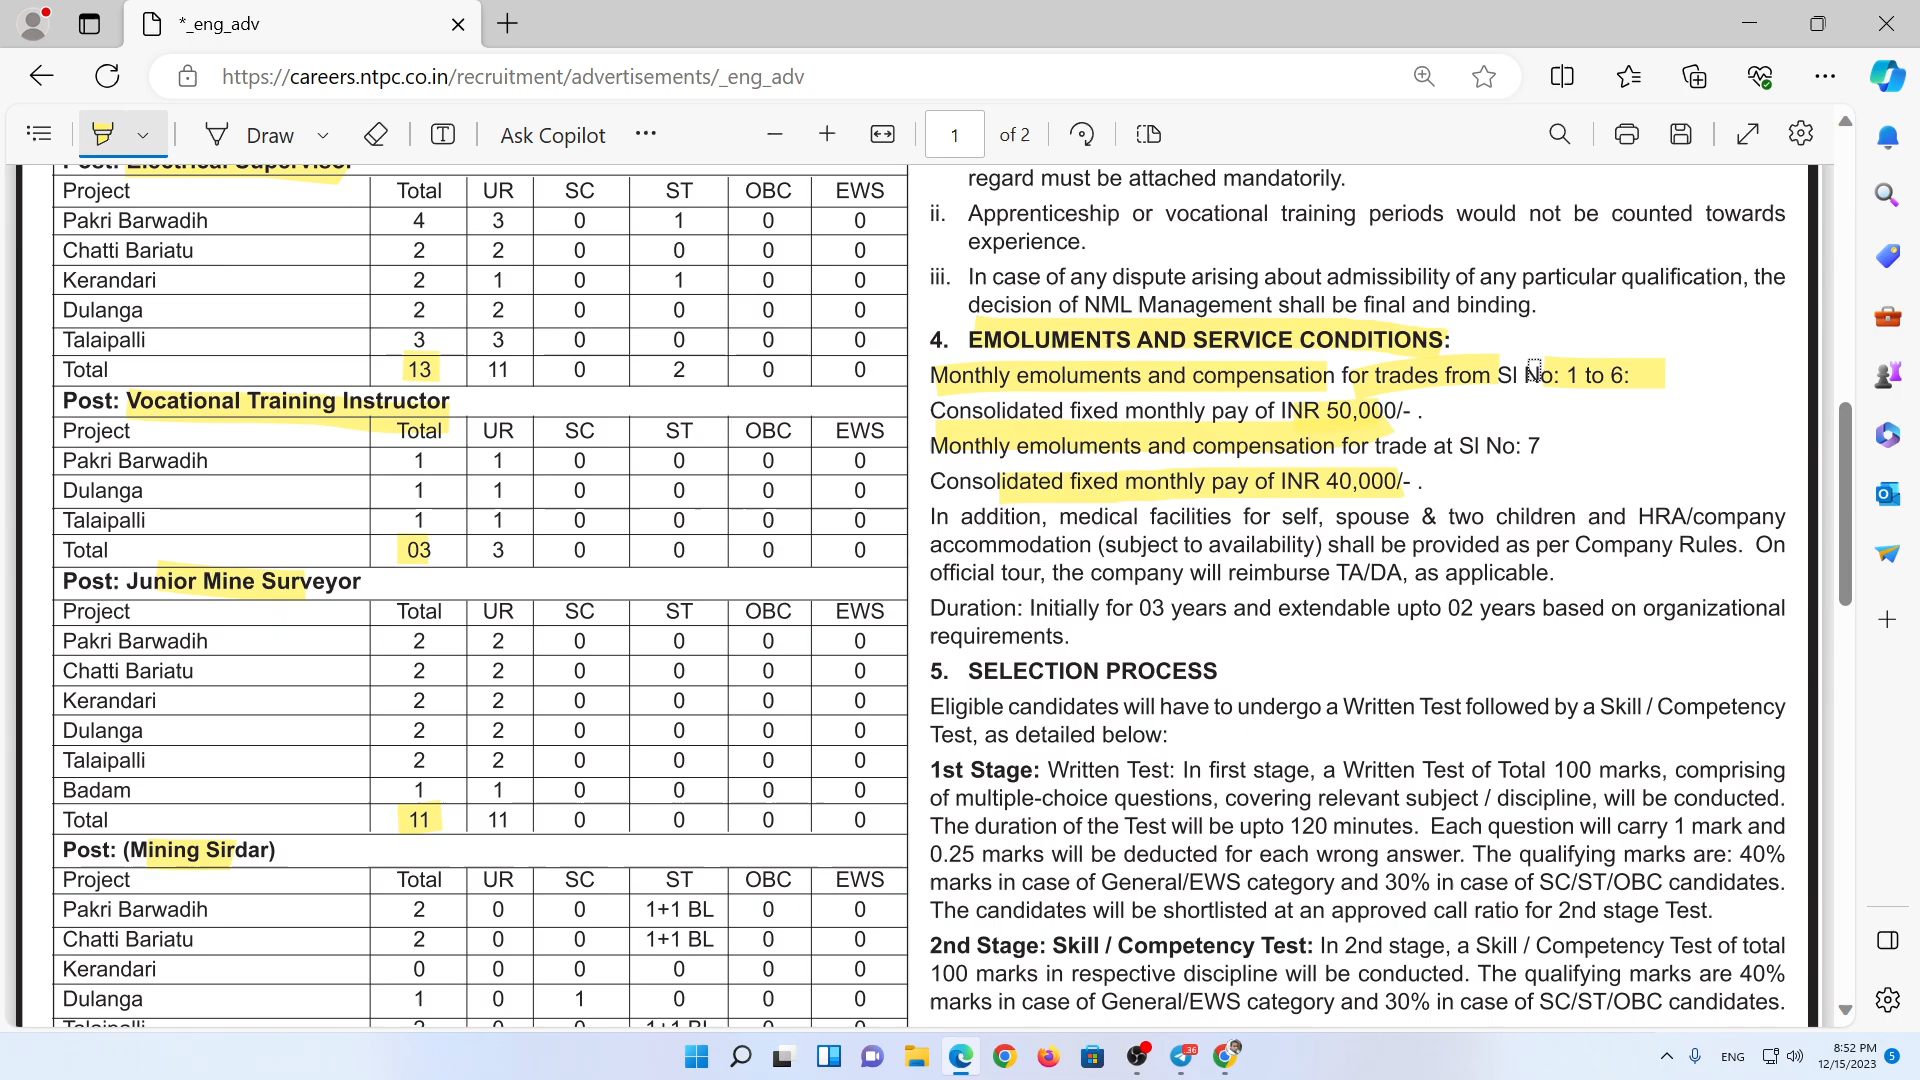 *_eng_adv
https://careers.ntpc.co.in/recruitment/advertisements/_eng_adv
Draw
Ask Copilot
1 of 2
Post: Electrical Supervisor
Project Total UR SC ST OBC EWS
Pakri Barwadih 4 3 0 1 0 0
Chatti Bariatu 2 2 0 0 0 0
Kerandari 2 1 0 1 0 0
Dulanga 2 2 0 0 0 0
Talaipalli 3 3 0 0 0 0
Total 13 11 0 2 0 0
Post: Vocational Training Instructor
Project Total UR SC ST OBC EWS
Pakri Barwadih 1 1 0 0 0 0
Dulanga 1 1 0 0 0 0
Talaipalli 1 1 0 0 0 0
Total 03 3 0 0 0 0
Post: Junior Mine Surveyor
Project Total UR SC ST OBC EWS
Pakri Barwadih 2 2 0 0 0 0
Chatti Bariatu 2 2 0 0 0 0
Kerandari 2 2 0 0 0 0
Dulanga 2 2 0 0 0 0
Talaipalli 2 2 0 0 0 0
Badam 1 1 0 0 0 0
Total 11 11 0 0 0 0
Post: (Mining Sirdar)
Project Total UR SC ST OBC EWS
Pakri Barwadih 2 0 0 1+1 BL 0 0
Chatti Bariatu 2 0 0 1+1 BL 0 0
Kerandari 0 0 0 0 0 0
Dulanga 1 0 1 0 0 0
Talaipalli 2 0 0 1+1 BL 0 0
regard must be attached mandatorily.
ii. Apprenticeship or vocational training periods would not be counted towards
experience.
iii. In case of any dispute arising about admissibility of any particular qualification, the
decision of NML Management shall be final and binding.
4. EMOLUMENTS AND SERVICE CONDITIONS:
Monthly emoluments and compensation for trades from Sl No: 1 to 6:
Consolidated fixed monthly pay of INR 50,000/- .
Monthly emoluments and compensation for trade at Sl No: 7
Consolidated fixed monthly pay of INR 40,000/- .
In addition, medical facilities for self, spouse & two children and HRA/company
accommodation (subject to availability) shall be provided as per Company Rules. On
official tour, the company will reimburse TA/DA, as applicable.
Duration: Initially for 03 years and extendable upto 02 years based on organizational
requirements.
5. SELECTION PROCESS
Eligible candidates will have to undergo a Written Test followed by a Skill / Competency
Test, as detailed below:
1st Stage: Written Test: In first stage, a Written Test of Total 100 marks, comprising
of multiple-choice questions, covering relevant subject / discipline, will be conducted.
The duration of the Test will be upto 120 minutes. Each question will carry 1 mark and
0.25 marks will be deducted for each wrong answer. The qualifying marks are: 40%
marks in case of General/EWS category and 30% in case of SC/ST/OBC candidates.
The candidates will be shortlisted at an approved call ratio for 2nd stage Test.
2nd Stage: Skill / Competency Test: In 2nd stage, a Skill / Competency Test of total
100 marks in respective discipline will be conducted. The qualifying marks are 40%
marks in case of General/EWS category and 30% in case of SC/ST/OBC candidates.
36
ENG
8:52 PM
12/15/2023
5